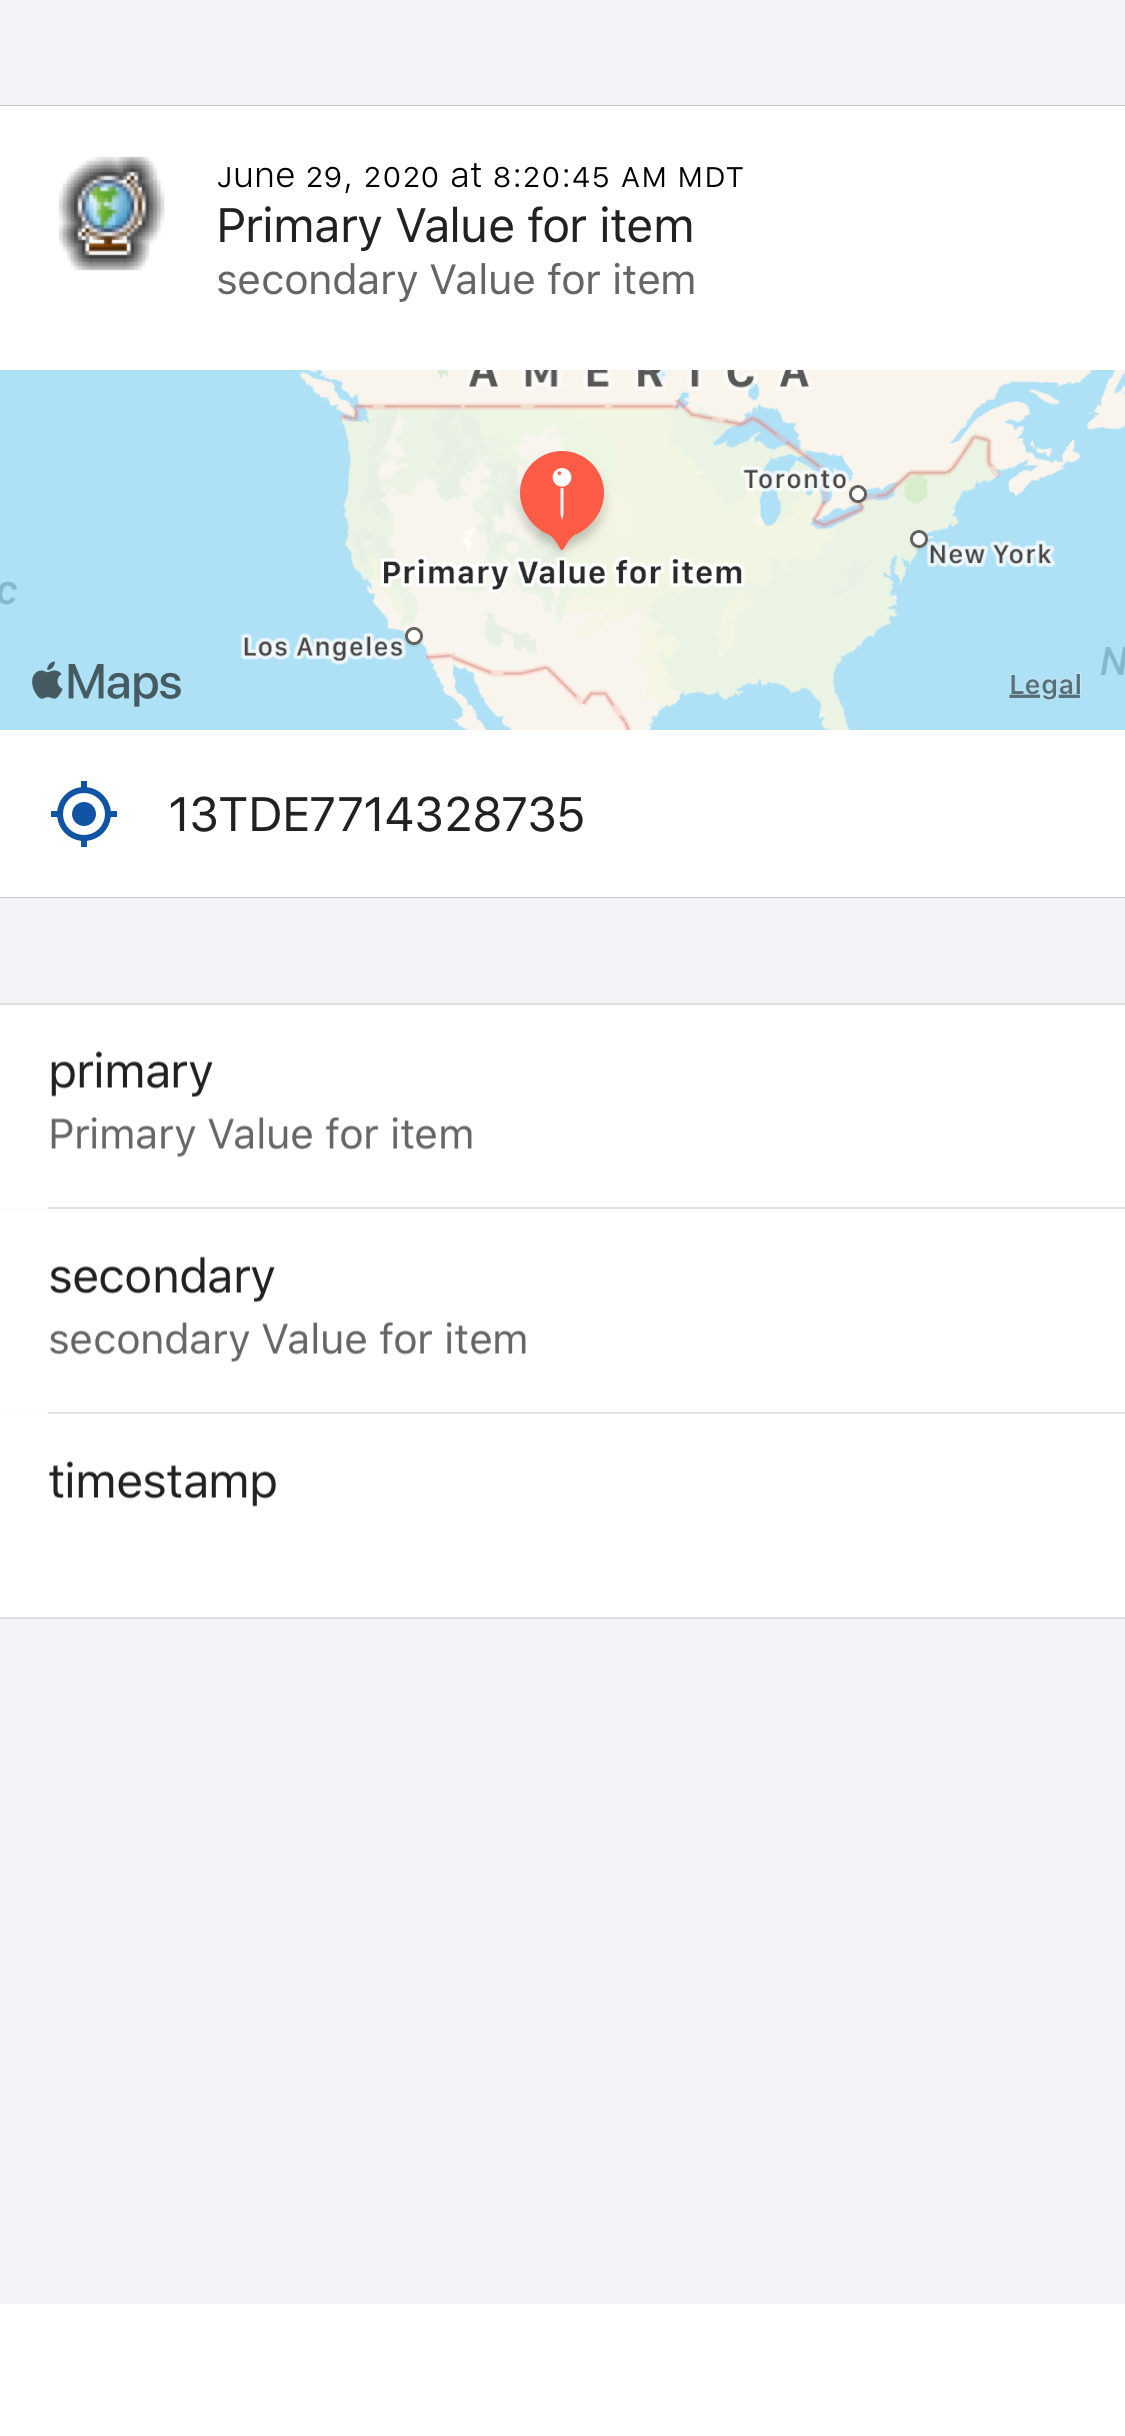 June 29, 2020 at 8:20:45 AM MDT
Primary Value for item
secondary Value for item
AMERICA
Toronto
New York
Primary Value for item
c
Los Angeles
N
Maps
Legal
13TDE7714328735
primary
Primary Value for item
secondary
secondary Value for item
timestamp